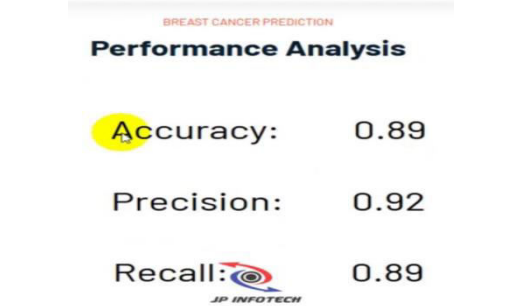 BREAST CANCER PREDICTION
Performance Analysis
Accuracy: 0.89
Precision: 0.92
Recall: 0.89
JP INFOTECH